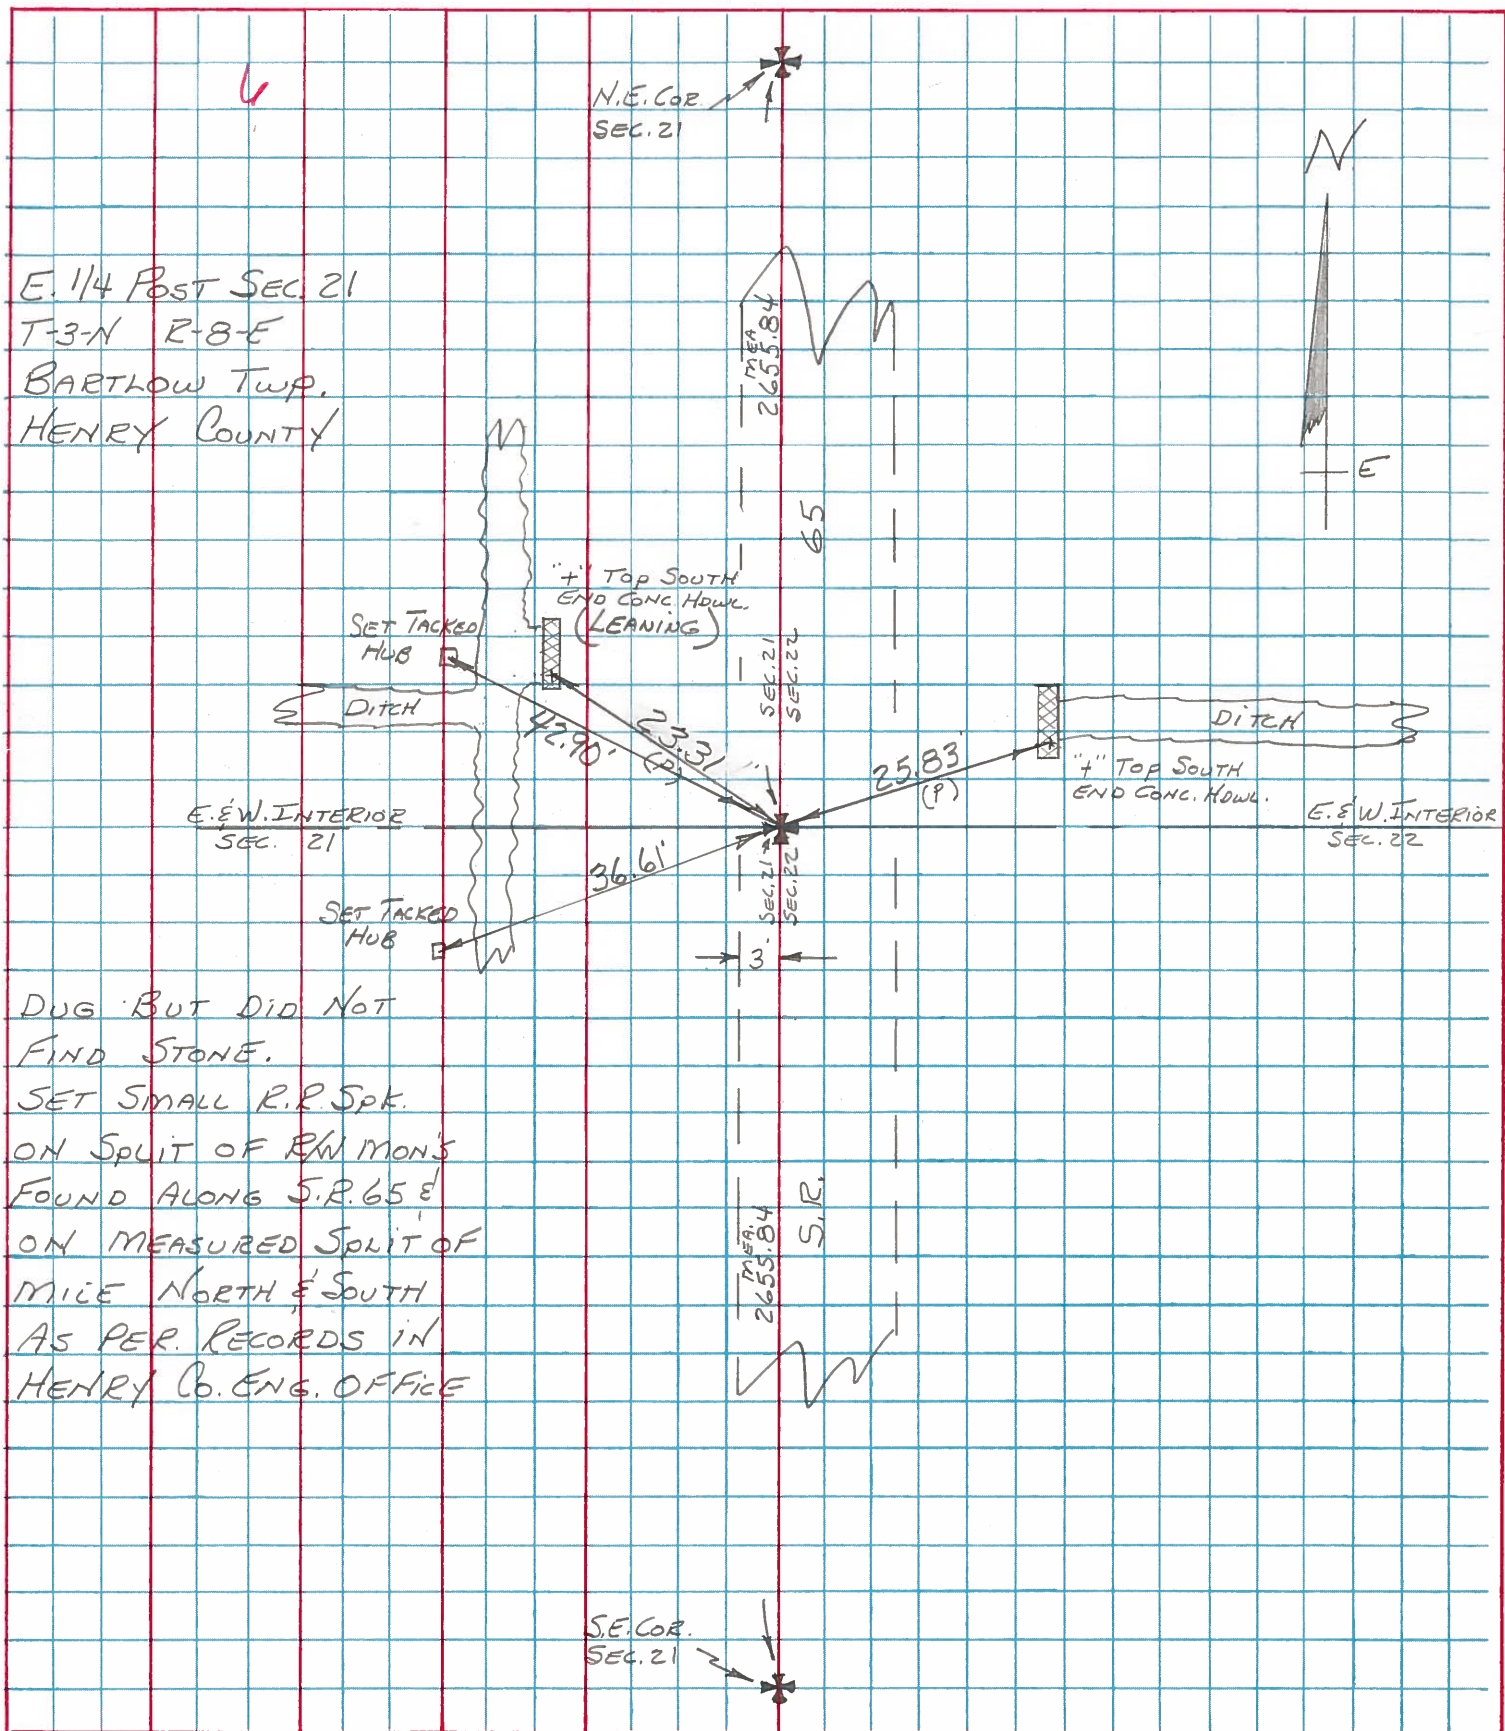 6
N.E. COR.
SEC. 21
N
E
E. 1/4 POST SEC. 21
T-3-N R-8-E
BARTLOW TWP.
HENRY COUNTY
MEA.
2655.84
65
"+" TOP SOUTH
END CONC. HDWL.
(LEANING)
SET TACKED
HUB
DITCH
42.90'
23.31'
(P)
SEC. 21
SEC. 22
25.83'
(P)
DITCH
"+" TOP SOUTH
END CONC. HDWL.
E. & W. INTERIOR
SEC. 21
E. & W. INTERIOR
SEC. 22
36.61'
SEC. 21
SEC. 22
SET TACKED
HUB
3'
DUG BUT DID NOT
FIND STONE.
SET SMALL R.R. SPK.
ON SPLIT OF R/W MON'S
FOUND ALONG S.R. 65 &
ON MEASURED SPLIT OF
MILE NORTH & SOUTH
AS PER. RECORDS IN
HENRY CO. ENG. OFFICE
MEA.
2655.84
S.R.
S.E. COR.
SEC. 21